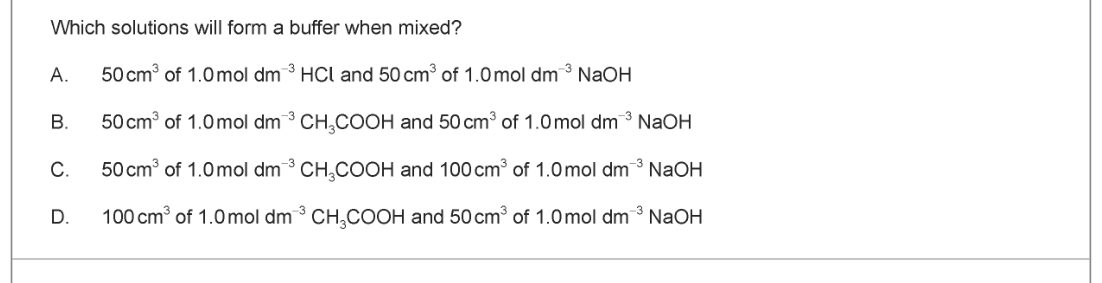 Which solutions will form a buffer when mixed?
A. 50 cm³ of 1.0 mol dm⁻³ HCl and 50 cm³ of 1.0 mol dm⁻³ NaOH
B. 50 cm³ of 1.0 mol dm⁻³ CH₃COOH and 50 cm³ of 1.0 mol dm⁻³ NaOH
C. 50 cm³ of 1.0 mol dm⁻³ CH₃COOH and 100 cm³ of 1.0 mol dm⁻³ NaOH
D. 100 cm³ of 1.0 mol dm⁻³ CH₃COOH and 50 cm³ of 1.0 mol dm⁻³ NaOH